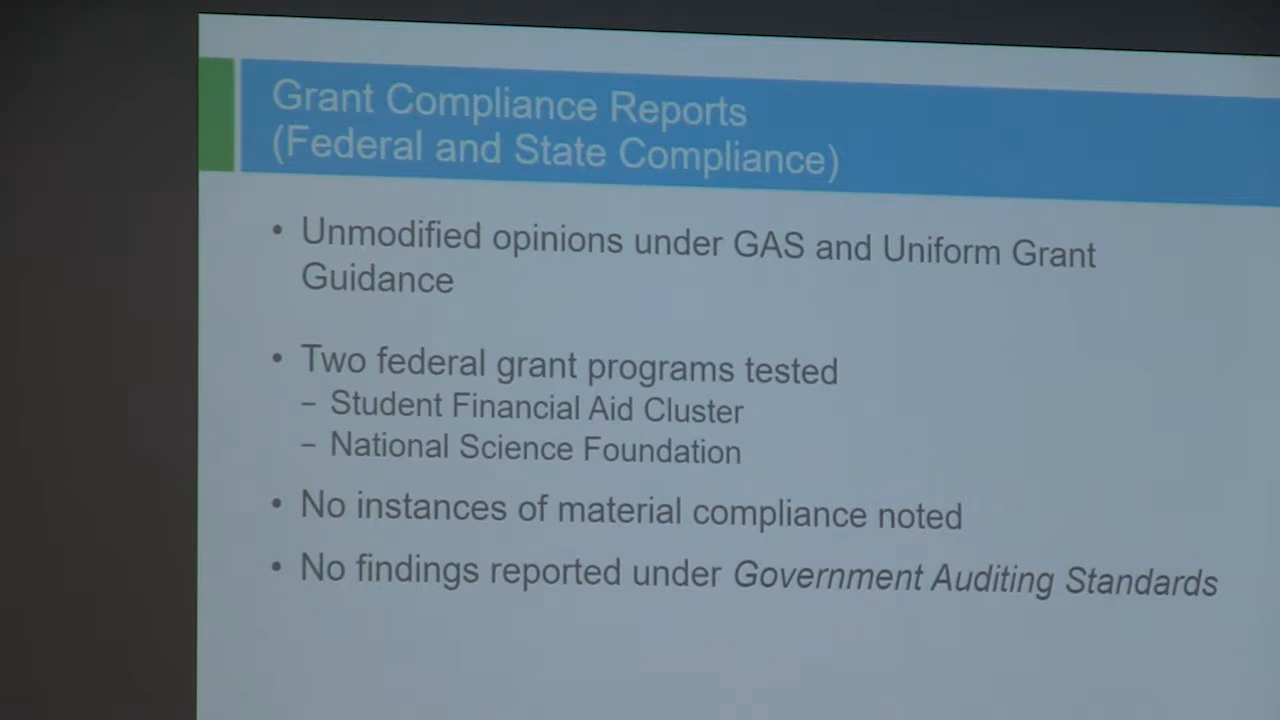 Grant Compliance Reports
(Federal and State Compliance)
• Unmodified opinions under GAS and Uniform Grant
Guidance
• Two federal grant programs tested
– Student Financial Aid Cluster
– National Science Foundation
• No instances of material compliance noted
• No findings reported under Government Auditing Standards